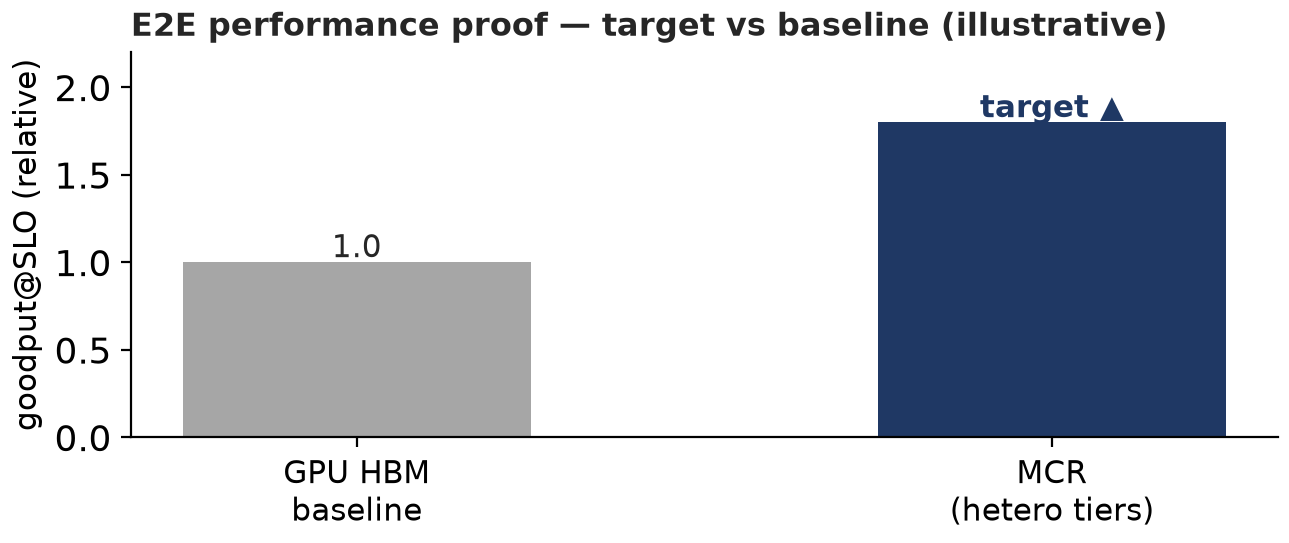 E2E performance proof — target vs baseline (illustrative)
goodput@SLO (relative)
2.0
1.5
1.0
0.5
0.0
1.0
target ▲
GPU HBM
baseline
MCR
(hetero tiers)